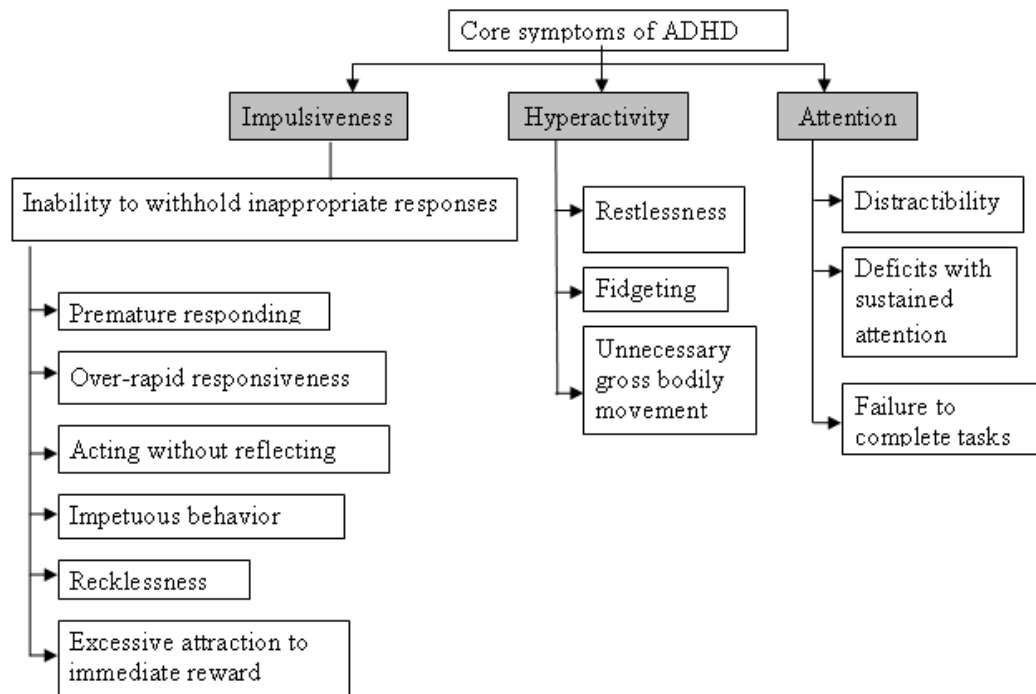 Core symptoms of ADHD
Impulsiveness
Hyperactivity
Attention
Inability to withhold inappropriate responses
Premature responding
Over-rapid responsiveness
Acting without reflecting
Impetuous behavior
Recklessness
Excessive attraction to
immediate reward
Restlessness
Fidgeting
Unnecessary
gross bodily
movement
Distractibility
Deficits with
sustained
attention
Failure to
complete tasks